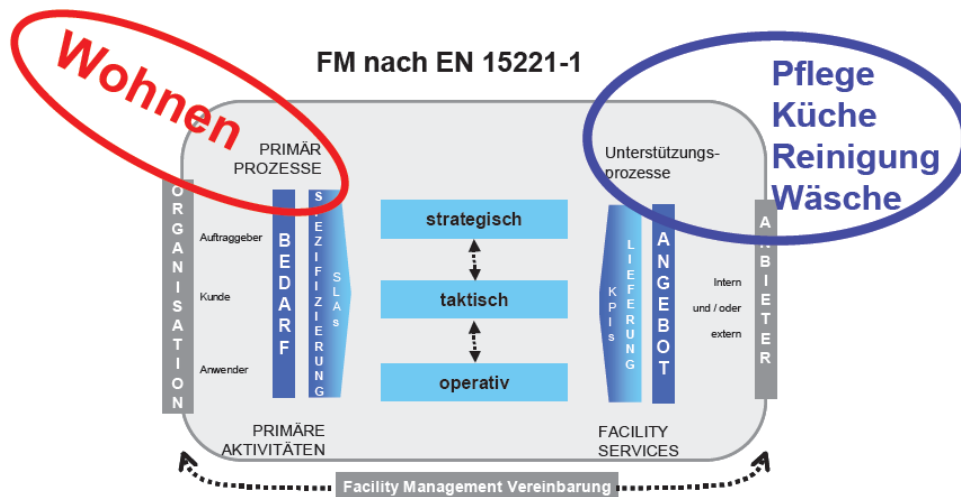 Wohnen
FM nach EN 15221-1
Pflege
Küche
Reinigung
Wäsche
PRIMÄR
PROZESSE
Unterstützungs-
prozesse
ORGANISATION
Auftraggeber
Kunde
Anwender
BEDARF
SPEZIFIZIERUNG
SLAs
strategisch
taktisch
operativ
KPIs
LIEFERUNG
ANGEBOT
Intern
und / oder
extern
ANBIETER
PRIMÄRE
AKTIVITÄTEN
FACILITY
SERVICES
Facility Management Vereinbarung